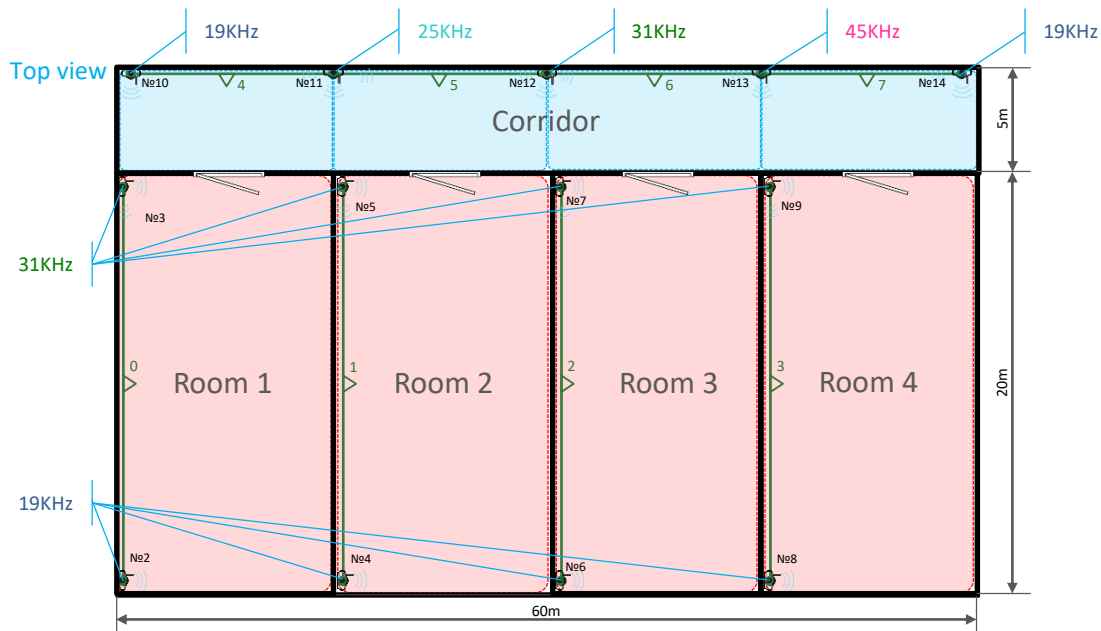 19KHz
25KHz
31KHz
45KHz
19KHz
Top view
№10
4
№11
5
№12
6
№13
7
№14
Corridor
5m
№3
№5
№7
№9
31KHz
0
1
2
3
Room 1
Room 2
Room 3
Room 4
20m
19KHz
№2
№4
№6
№8
60m